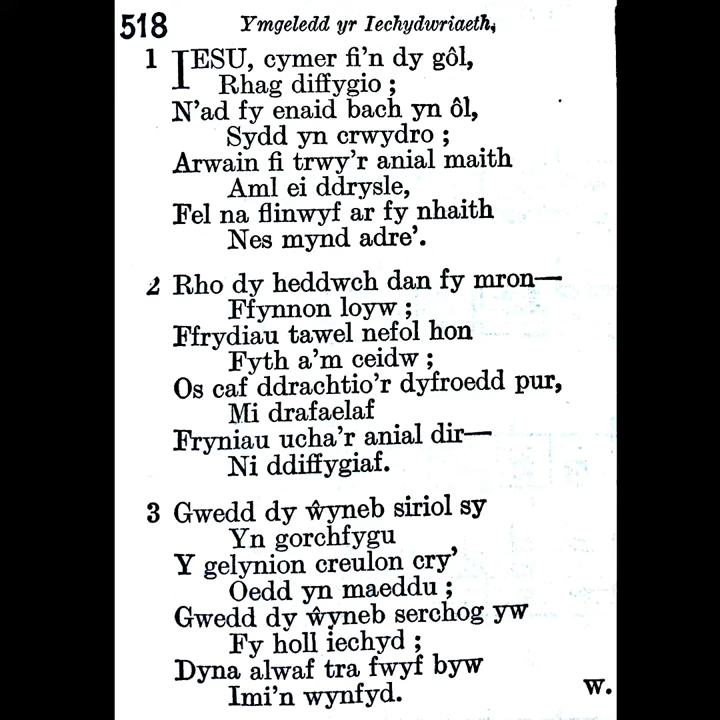 518 Ymgeledd yr Iechydwriaeth,
1 IESU, cymer fi'n dy gôl,
Rhag diffygio ;
N'ad fy enaid bach yn ôl,
Sydd yn crwydro ;
Arwain fi trwy'r anial maith
Aml ei ddrysle,
Fel na flinwyf ar fy nhaith
Nes mynd adre'.
2 Rho dy heddwch dan fy mron—
Ffynnon loyw ;
Ffrydiau tawel nefol hon
Fyth a'm ceidw ;
Os caf ddrachtio'r dyfroedd pur,
Mi drafaelaf
Fryniau ucha'r anial dir—
Ni ddiffygiaf.
3 Gwedd dy ŵyneb siriol sy
Yn gorchfygu
Y gelynion creulon cry'
Oedd yn maeddu ;
Gwedd dy ŵyneb serchog yw
Fy holl iechyd ;
Dyna alwaf tra fwyf byw
Imi'n wynfyd.
W.